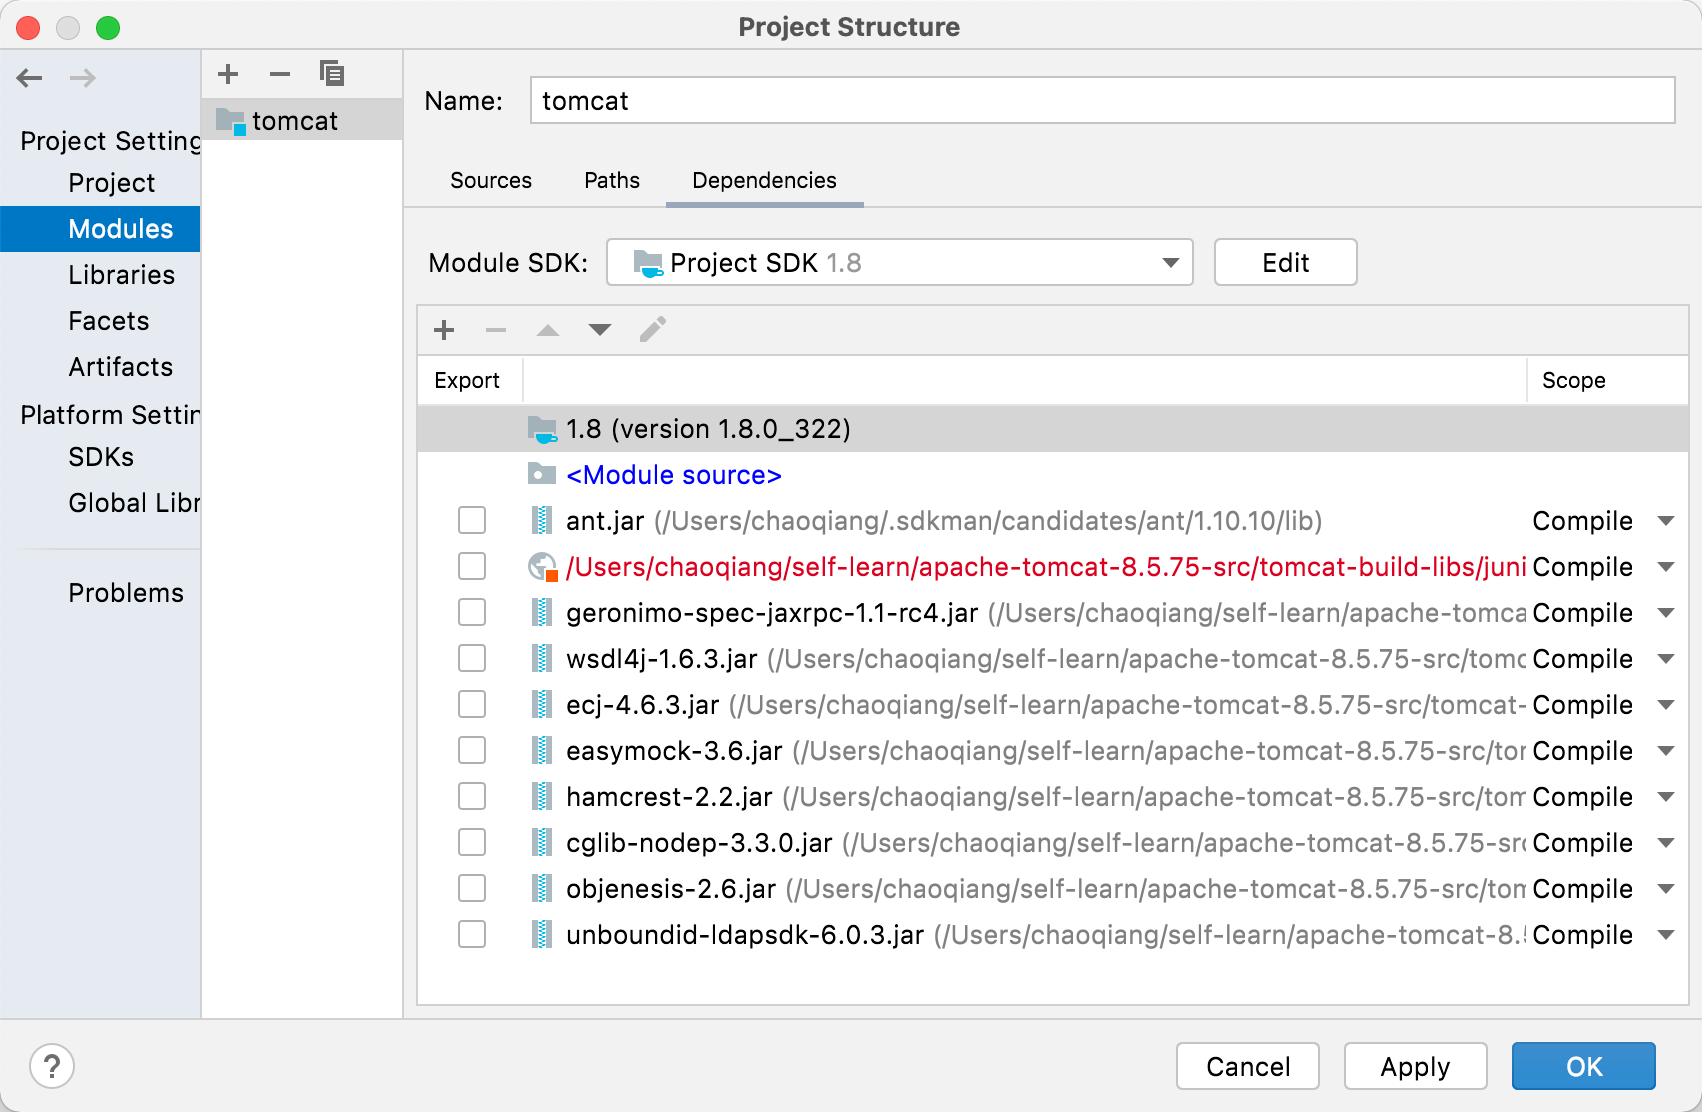 Project Structure
Project Setting
Project
Modules
Libraries
Facets
Artifacts
Platform Settin
SDKs
Global Libr
Problems
tomcat
Name: tomcat
Sources Paths Dependencies
Module SDK: Project SDK 1.8 Edit
Export Scope
1.8 (version 1.8.0_322)
<Module source>
ant.jar (/Users/chaoqiang/.sdkman/candidates/ant/1.10.10/lib) Compile
/Users/chaoqiang/self-learn/apache-tomcat-8.5.75-src/tomcat-build-libs/juni Compile
geronimo-spec-jaxrpc-1.1-rc4.jar (/Users/chaoqiang/self-learn/apache-tomca Compile
wsdl4j-1.6.3.jar (/Users/chaoqiang/self-learn/apache-tomcat-8.5.75-src/tomc Compile
ecj-4.6.3.jar (/Users/chaoqiang/self-learn/apache-tomcat-8.5.75-src/tomcat- Compile
easymock-3.6.jar (/Users/chaoqiang/self-learn/apache-tomcat-8.5.75-src/tor Compile
hamcrest-2.2.jar (/Users/chaoqiang/self-learn/apache-tomcat-8.5.75-src/tom Compile
cglib-nodep-3.3.0.jar (/Users/chaoqiang/self-learn/apache-tomcat-8.5.75-src Compile
objenesis-2.6.jar (/Users/chaoqiang/self-learn/apache-tomcat-8.5.75-src/tom Compile
unboundid-ldapsdk-6.0.3.jar (/Users/chaoqiang/self-learn/apache-tomcat-8.5 Compile
? Cancel Apply OK